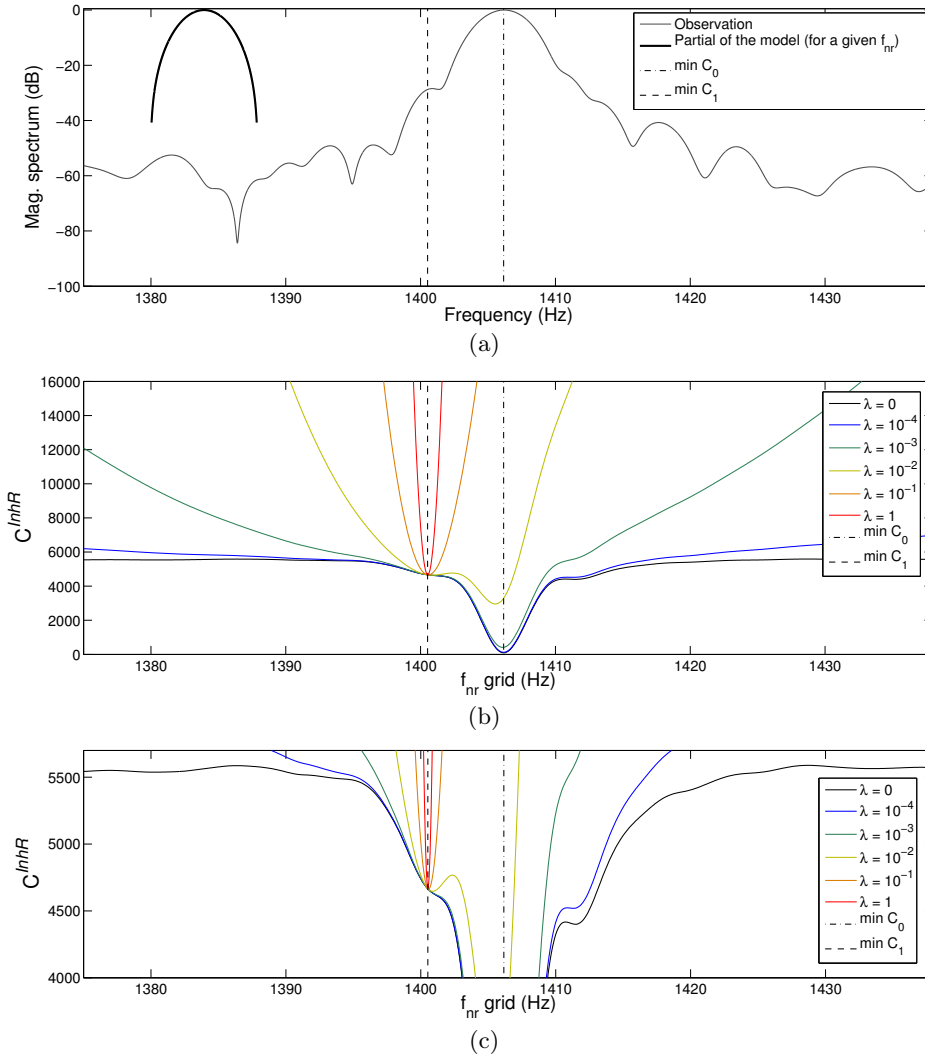 0
−20
−40
−60
−80
−100
Mag. spectrum (dB)
Observation
Partial of the model (for a given f_nr)
min C_0
min C_1
1380 1390 1400 1410 1420 1430
Frequency (Hz)
(a)
16000
14000
12000
10000
8000
6000
4000
2000
0
C^InhR
λ = 0
λ = 10^−4
λ = 10^−3
λ = 10^−2
λ = 10^−1
λ = 1
min C_0
min C_1
1380 1390 1400 1410 1420 1430
f_nr grid (Hz)
(b)
5500
5000
4500
4000
C^InhR
λ = 0
λ = 10^−4
λ = 10^−3
λ = 10^−2
λ = 10^−1
λ = 1
min C_0
min C_1
1380 1390 1400 1410 1420 1430
f_nr grid (Hz)
(c)